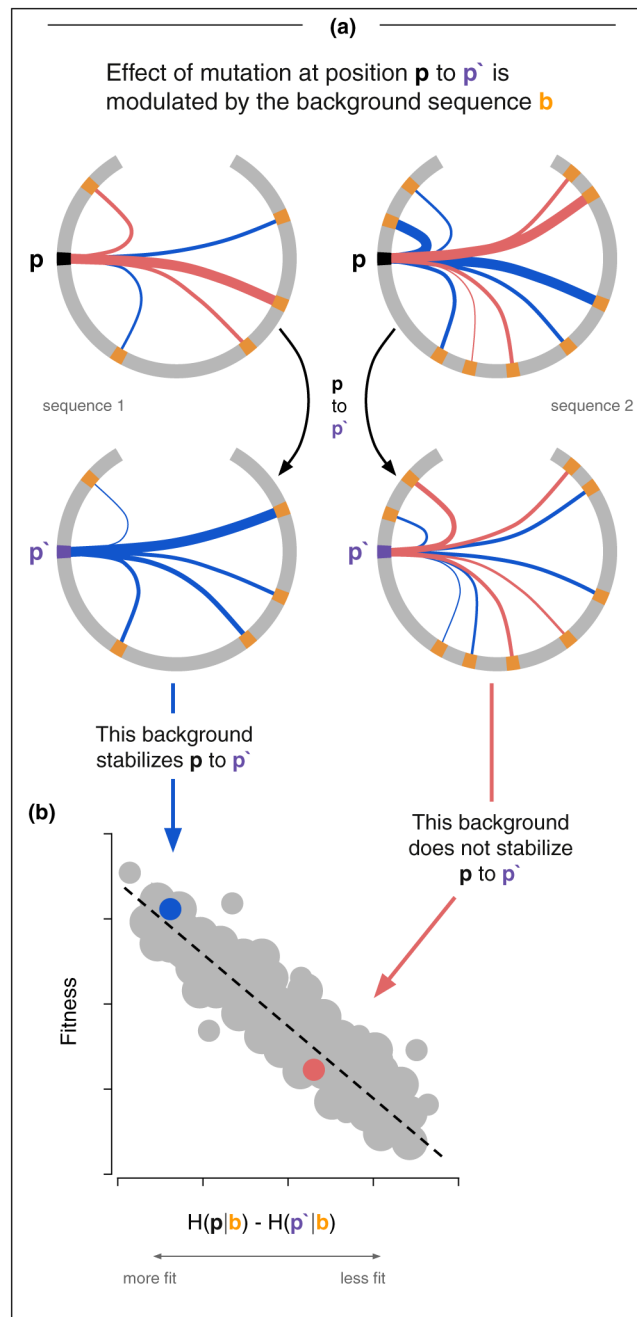 (a)
Effect of mutation at position p to p` is
modulated by the background sequence b
p
p
sequence 1
p
to
p`
sequence 2
p`
p`
This background
stabilizes p to p`
(b)
This background
does not stabilize
p to p`
Fitness
H(p|b) - H(p`|b)
more fit
less fit